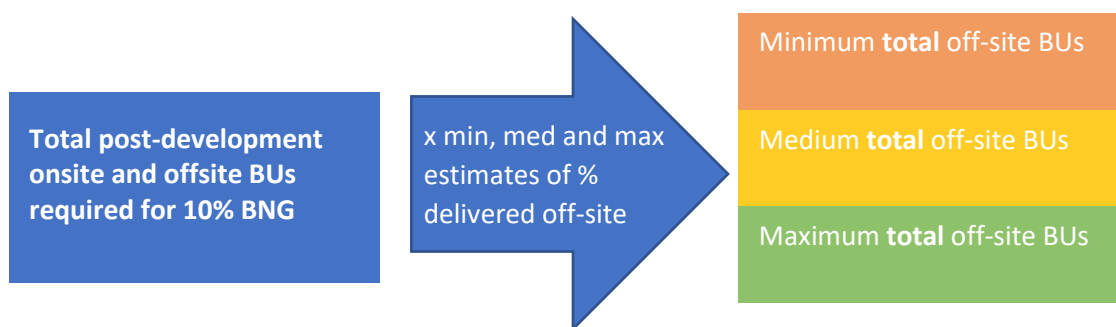 Total post-development
onsite and offsite BUs
required for 10% BNG
x min, med and max
estimates of %
delivered off-site
Minimum total off-site BUs
Medium total off-site BUs
Maximum total off-site BUs